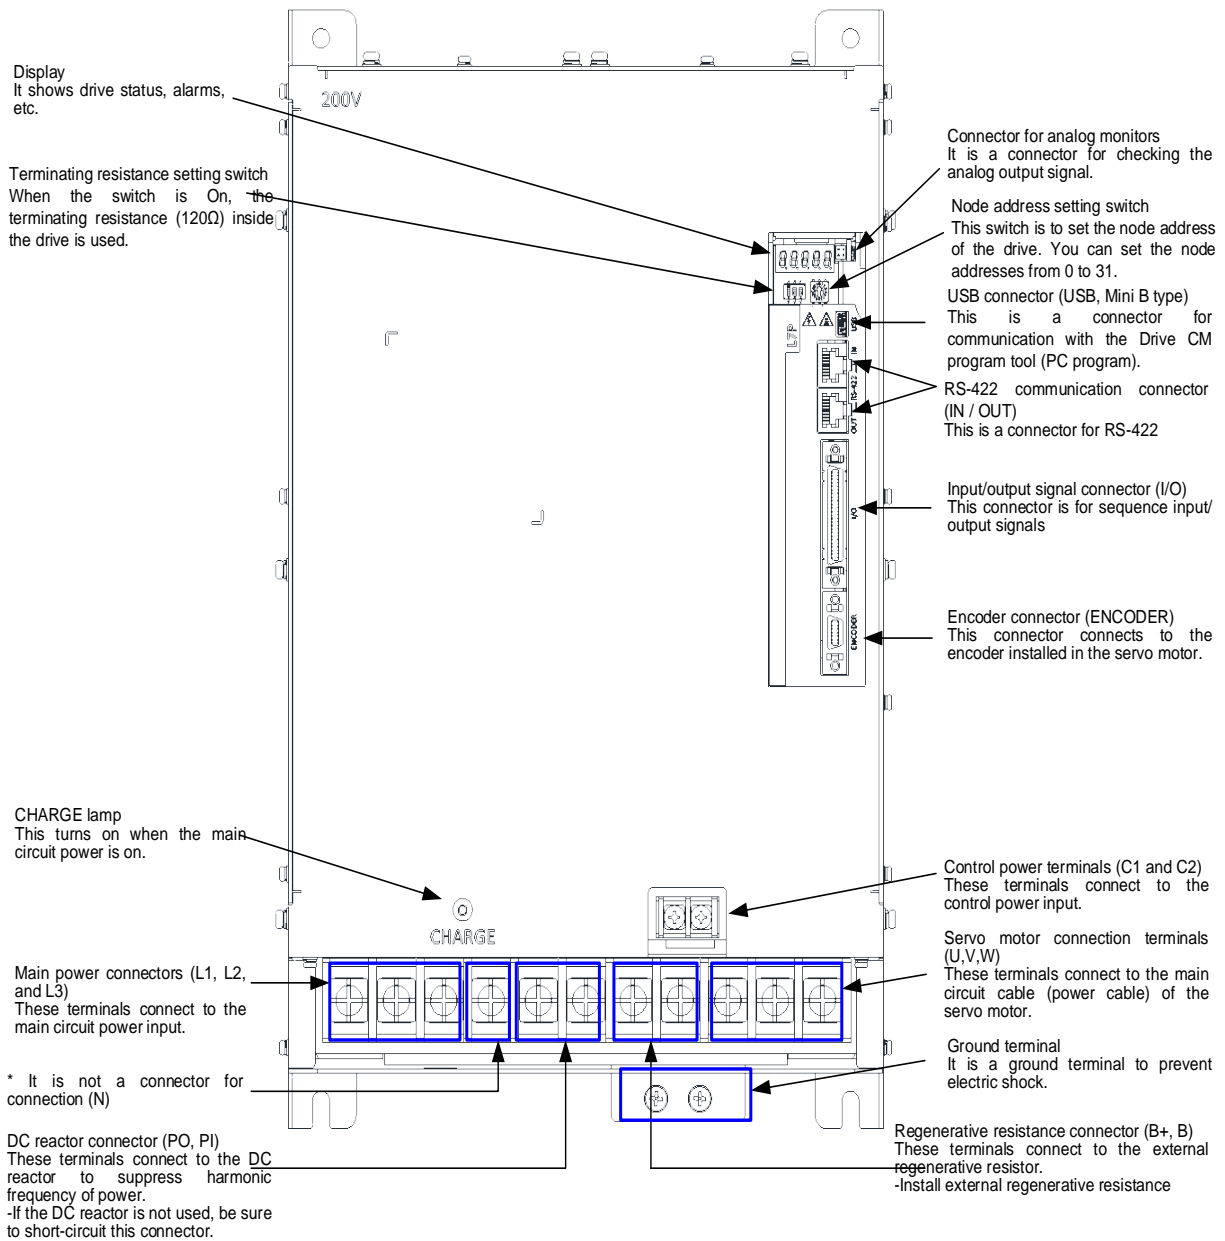 Display
It shows drive status, alarms,
etc.
200V
Terminating resistance setting switch
When the switch is On, the
terminating resistance (120Ω) inside
the drive is used.
Connector for analog monitors
It is a connector for checking the
analog output signal.
Node address setting switch
This switch is to set the node address
of the drive. You can set the node
addresses from 0 to 31.
USB connector (USB, Mini B type)
This is a connector for
communication with the Drive CM
program tool (PC program).
RS-422 communication connector
(IN / OUT)
This is a connector for RS-422
Input/output signal connector (I/O)
This connector is for sequence input/
output signals
Encoder connector (ENCODER)
This connector connects to the
encoder installed in the servo motor.
L7P
USB
IN
RS-422
OUT
I/O
ENCODER
CHARGE lamp
This turns on when the main
circuit power is on.
CHARGE
Control power terminals (C1 and C2)
These terminals connect to the
control power input.
Servo motor connection terminals
(U,V,W)
These terminals connect to the main
circuit cable (power cable) of the
servo motor.
Main power connectors (L1, L2,
and L3)
These terminals connect to the
main circuit power input.
Ground terminal
It is a ground terminal to prevent
electric shock.
* It is not a connector for
connection (N)
DC reactor connector (PO, PI)
These terminals connect to the DC
reactor to suppress harmonic
frequency of power.
-If the DC reactor is not used, be sure
to short-circuit this connector.
Regenerative resistance connector (B+, B)
These terminals connect to the external
regenerative resistor.
-Install external regenerative resistance